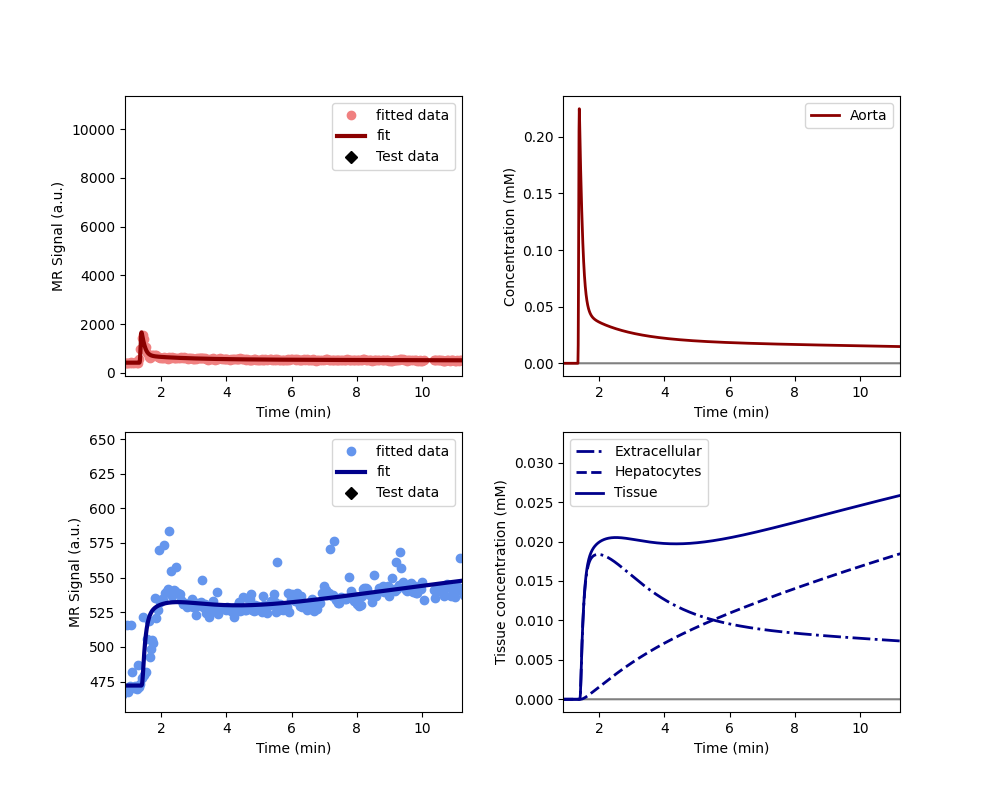 10000
8000
6000
4000
2000
0
2 4 6 8 10
MR Signal (a.u.)
Time (min)
fitted data
fit
Test data
0.20
0.15
0.10
0.05
0.00
2 4 6 8 10
Concentration (mM)
Time (min)
Aorta
650
625
600
575
550
525
500
475
2 4 6 8 10
MR Signal (a.u.)
Time (min)
fitted data
fit
Test data
0.030
0.025
0.020
0.015
0.010
0.005
0.000
2 4 6 8 10
Tissue concentration (mM)
Time (min)
Extracellular
Hepatocytes
Tissue